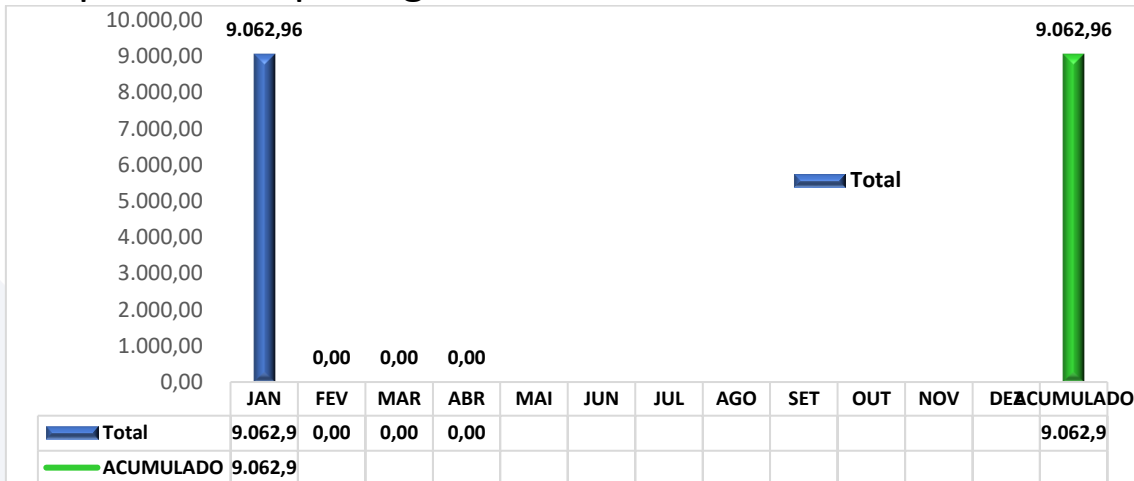 10.000,00
9.062,96
9.062,96
9.000,00
8.000,00
7.000,00
6.000,00
5.000,00
Total
4.000,00
3.000,00
2.000,00
1.000,00
0,00 0,00 0,00
0,00
JAN FEV MAR ABR MAI JUN JUL AGO SET OUT NOV DEZ ACUMULADO
Total 9.062,9 0,00 0,00 0,00 9.062,9
ACUMULADO 9.062,9